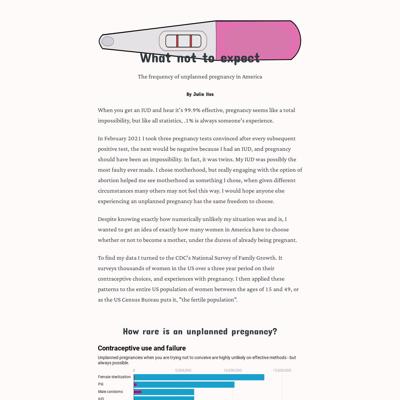 What not to expect
The frequency of unplanned pregnancy in America
By Julie Hes
When you get an IUD and hear it's 99.9% effective, pregnancy seems like a total
impossibility, but like all statistics, .1% is always someone's experience.
In February 2021 I took three pregnancy tests convinced after every subsequent
positive test, the next would be negative because I had an IUD, and pregnancy
should have been an impossibility. In fact, it was twins. My IUD was possibly the
most faulty ever made. I chose motherhood, but really engaging with the option of
abortion helped me see motherhood as something I chose, when given different
circumstances many others may not feel this way. I would hope anyone else
experiencing an unplanned pregnancy has the same freedom to choose.
Despite knowing exactly how numerically unlikely my situation was and is, I
wanted to get an idea of exactly how many women in America have to choose
whether or not to become a mother, under the duress of already being pregnant.
To find my data I turned to the CDC's National Survey of Family Growth. It
surveys thousands of women in the US over a three year period on their
contraceptive choices, and experiences with pregnancy. I then applied these
patterns to the entire US population of women between the ages of 15 and 49, or
as the US Census Bureau puts it, "the fertile population".
How rare is an unplanned pregnancy?
Contraceptive use and failure
Unplanned pregnancies when you are trying not to conceive are highly unlikely on effective methods - but
always possible.
0 5,000,000 10,000,000 15,000,000
Female sterilization
Pill
Male condoms
IUD